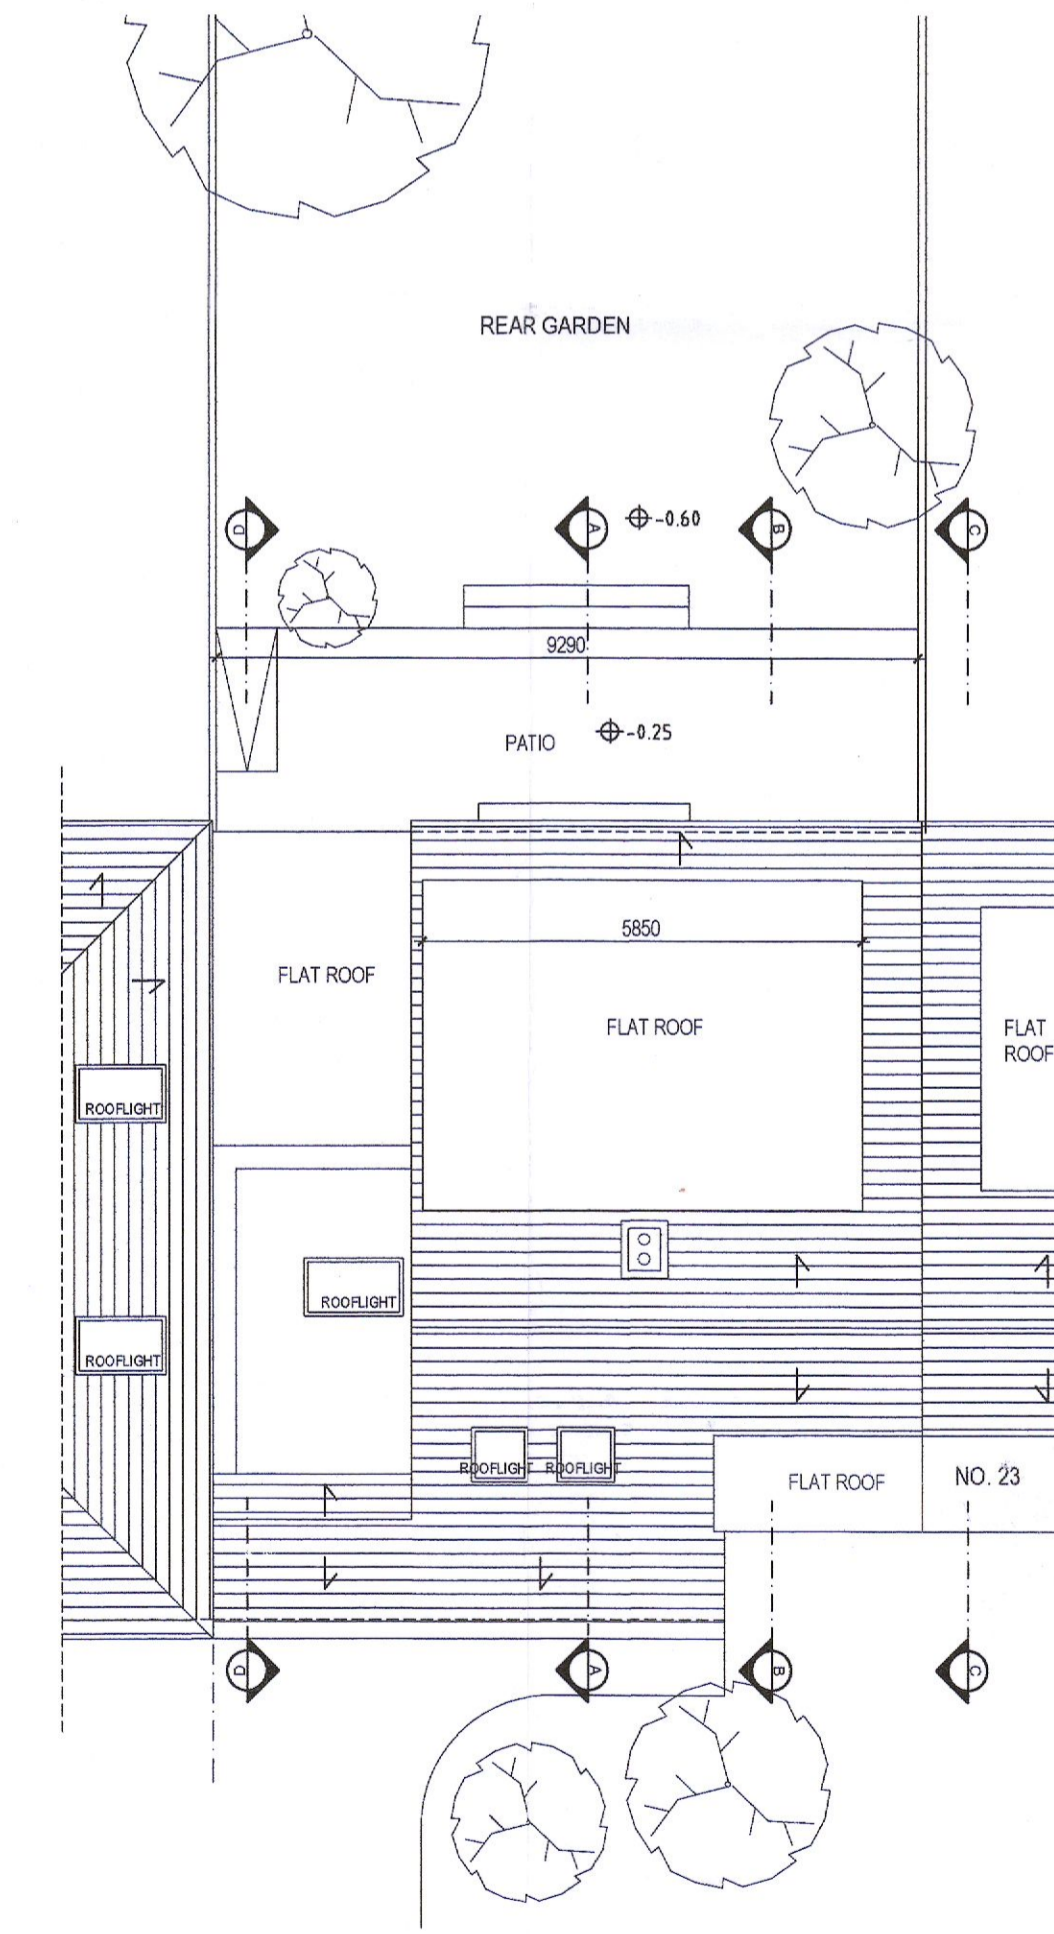 REAR GARDEN
D
A
-0.60
B
C
9290
PATIO
-0.25
5850
FLAT ROOF
FLAT ROOF
FLAT
ROOF
ROOFLIGHT
ROOFLIGHT
ROOFLIGHT
ROOFLIGHT
ROOFLIGHT
FLAT ROOF
NO. 23
D
A
B
C